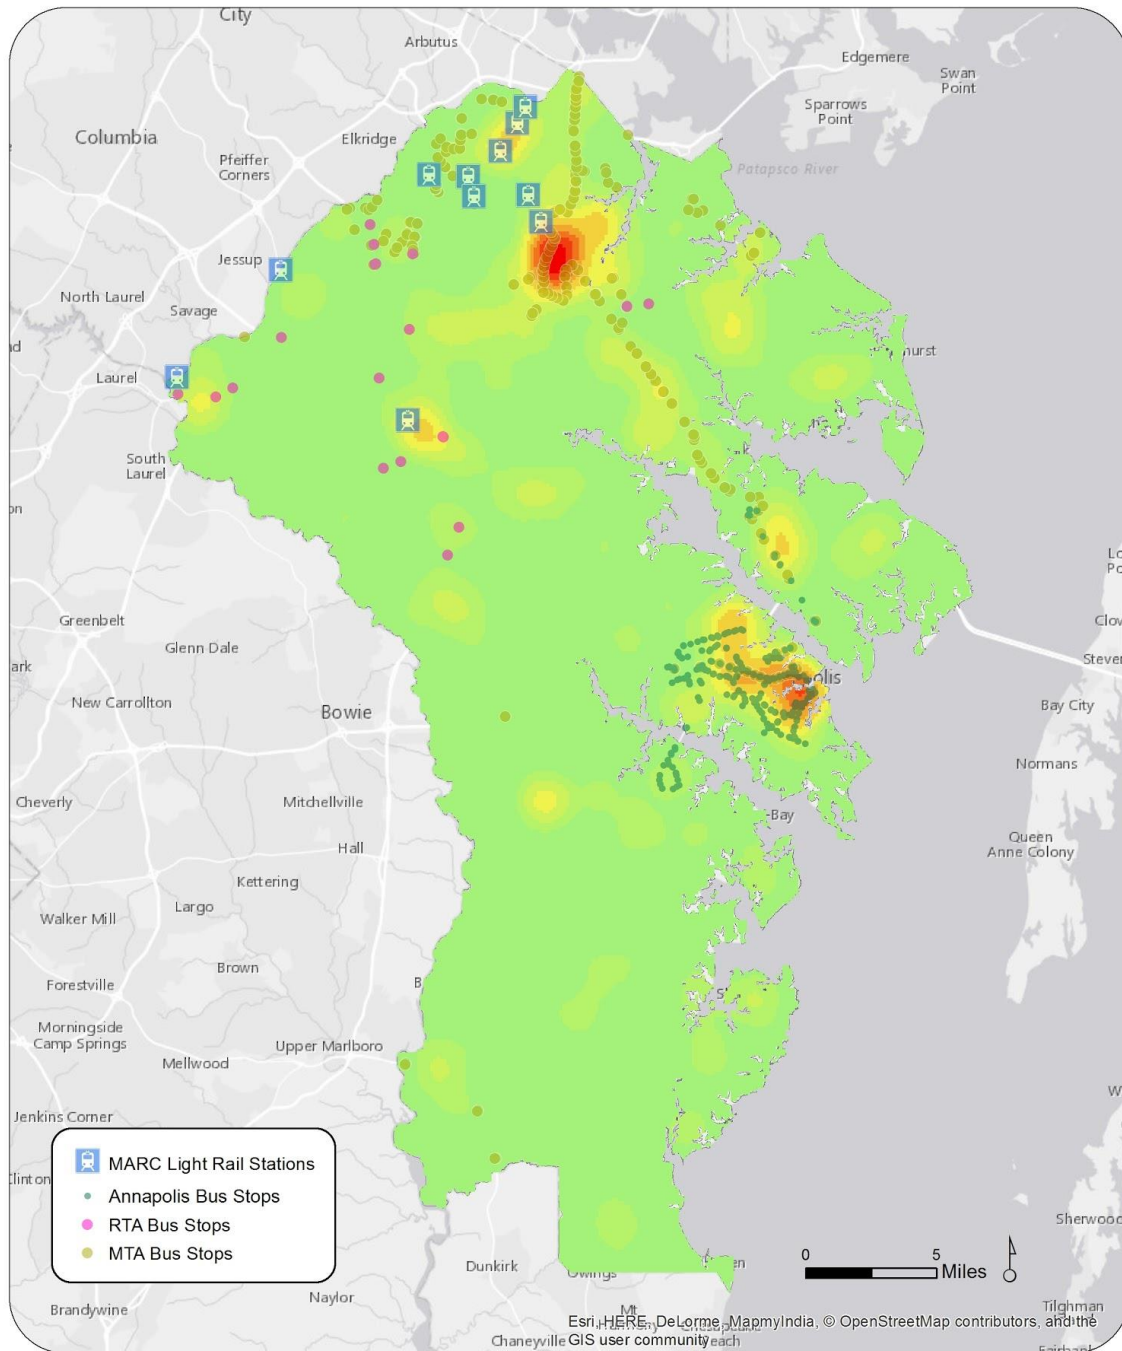 City
Arbutus
Edgemere
Swan
Point
Sparrows
Point
Columbia
Elkridge
Pfeiffer
Corners
Patapsco River
Jessup
North Laurel
Savage
Laurel
South
Laurel
Greenbelt
Glenn Dale
New Carrollton
Bowie
Bay City
Normans
Cheverly
Mitchellville
Queen
Anne Colony
Hall
Kettering
Walker Mill
Largo
Brown
Forestville
Morningside
Camp Springs
Mellwood
Upper Marlboro
Jenkins Corner
MARC Light Rail Stations
Annapolis Bus Stops
RTA Bus Stops
MTA Bus Stops
0 5
Miles
Dunkirk
Naylor
Brandywine
Chaneyville
Tilghman
Esri, HERE, DeLorme, MapmyIndia, © OpenStreetMap contributors, and the
GIS user community